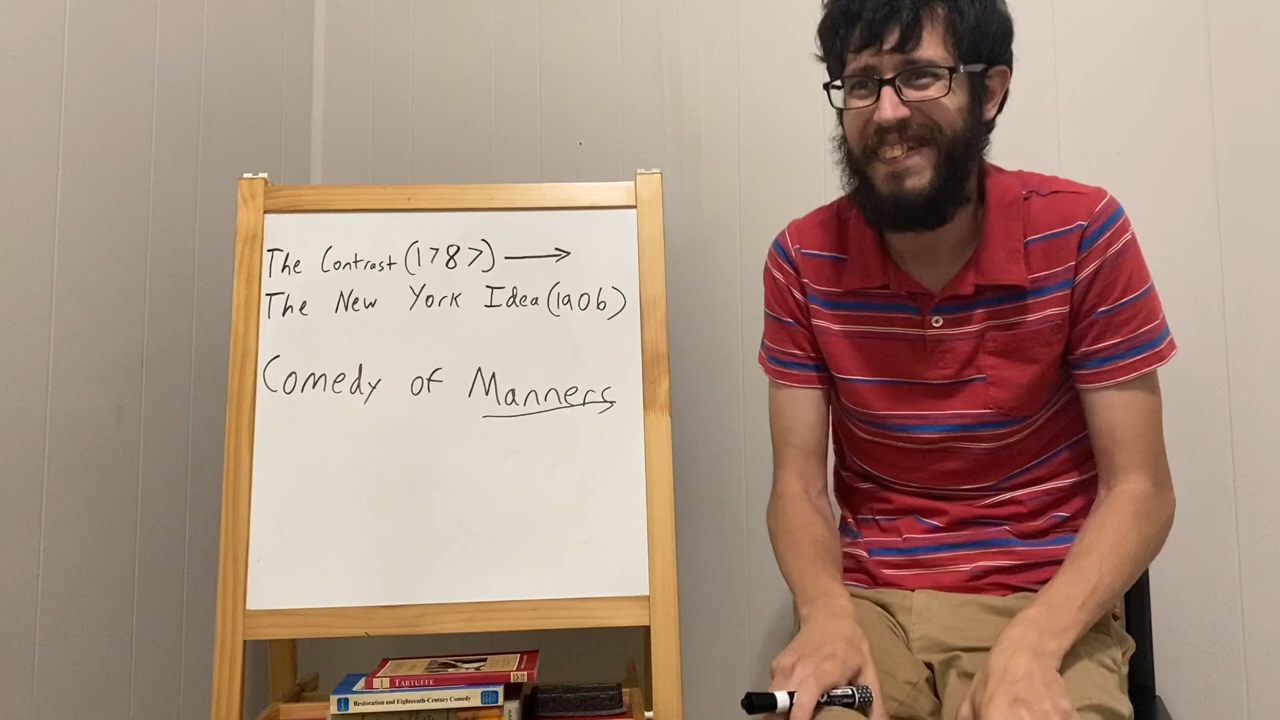 The Contrast (1787) →
The New York Idea (1906)
Comedy of Manners
TARTUFFE
Restoration and Eighteenth-Century Comedy